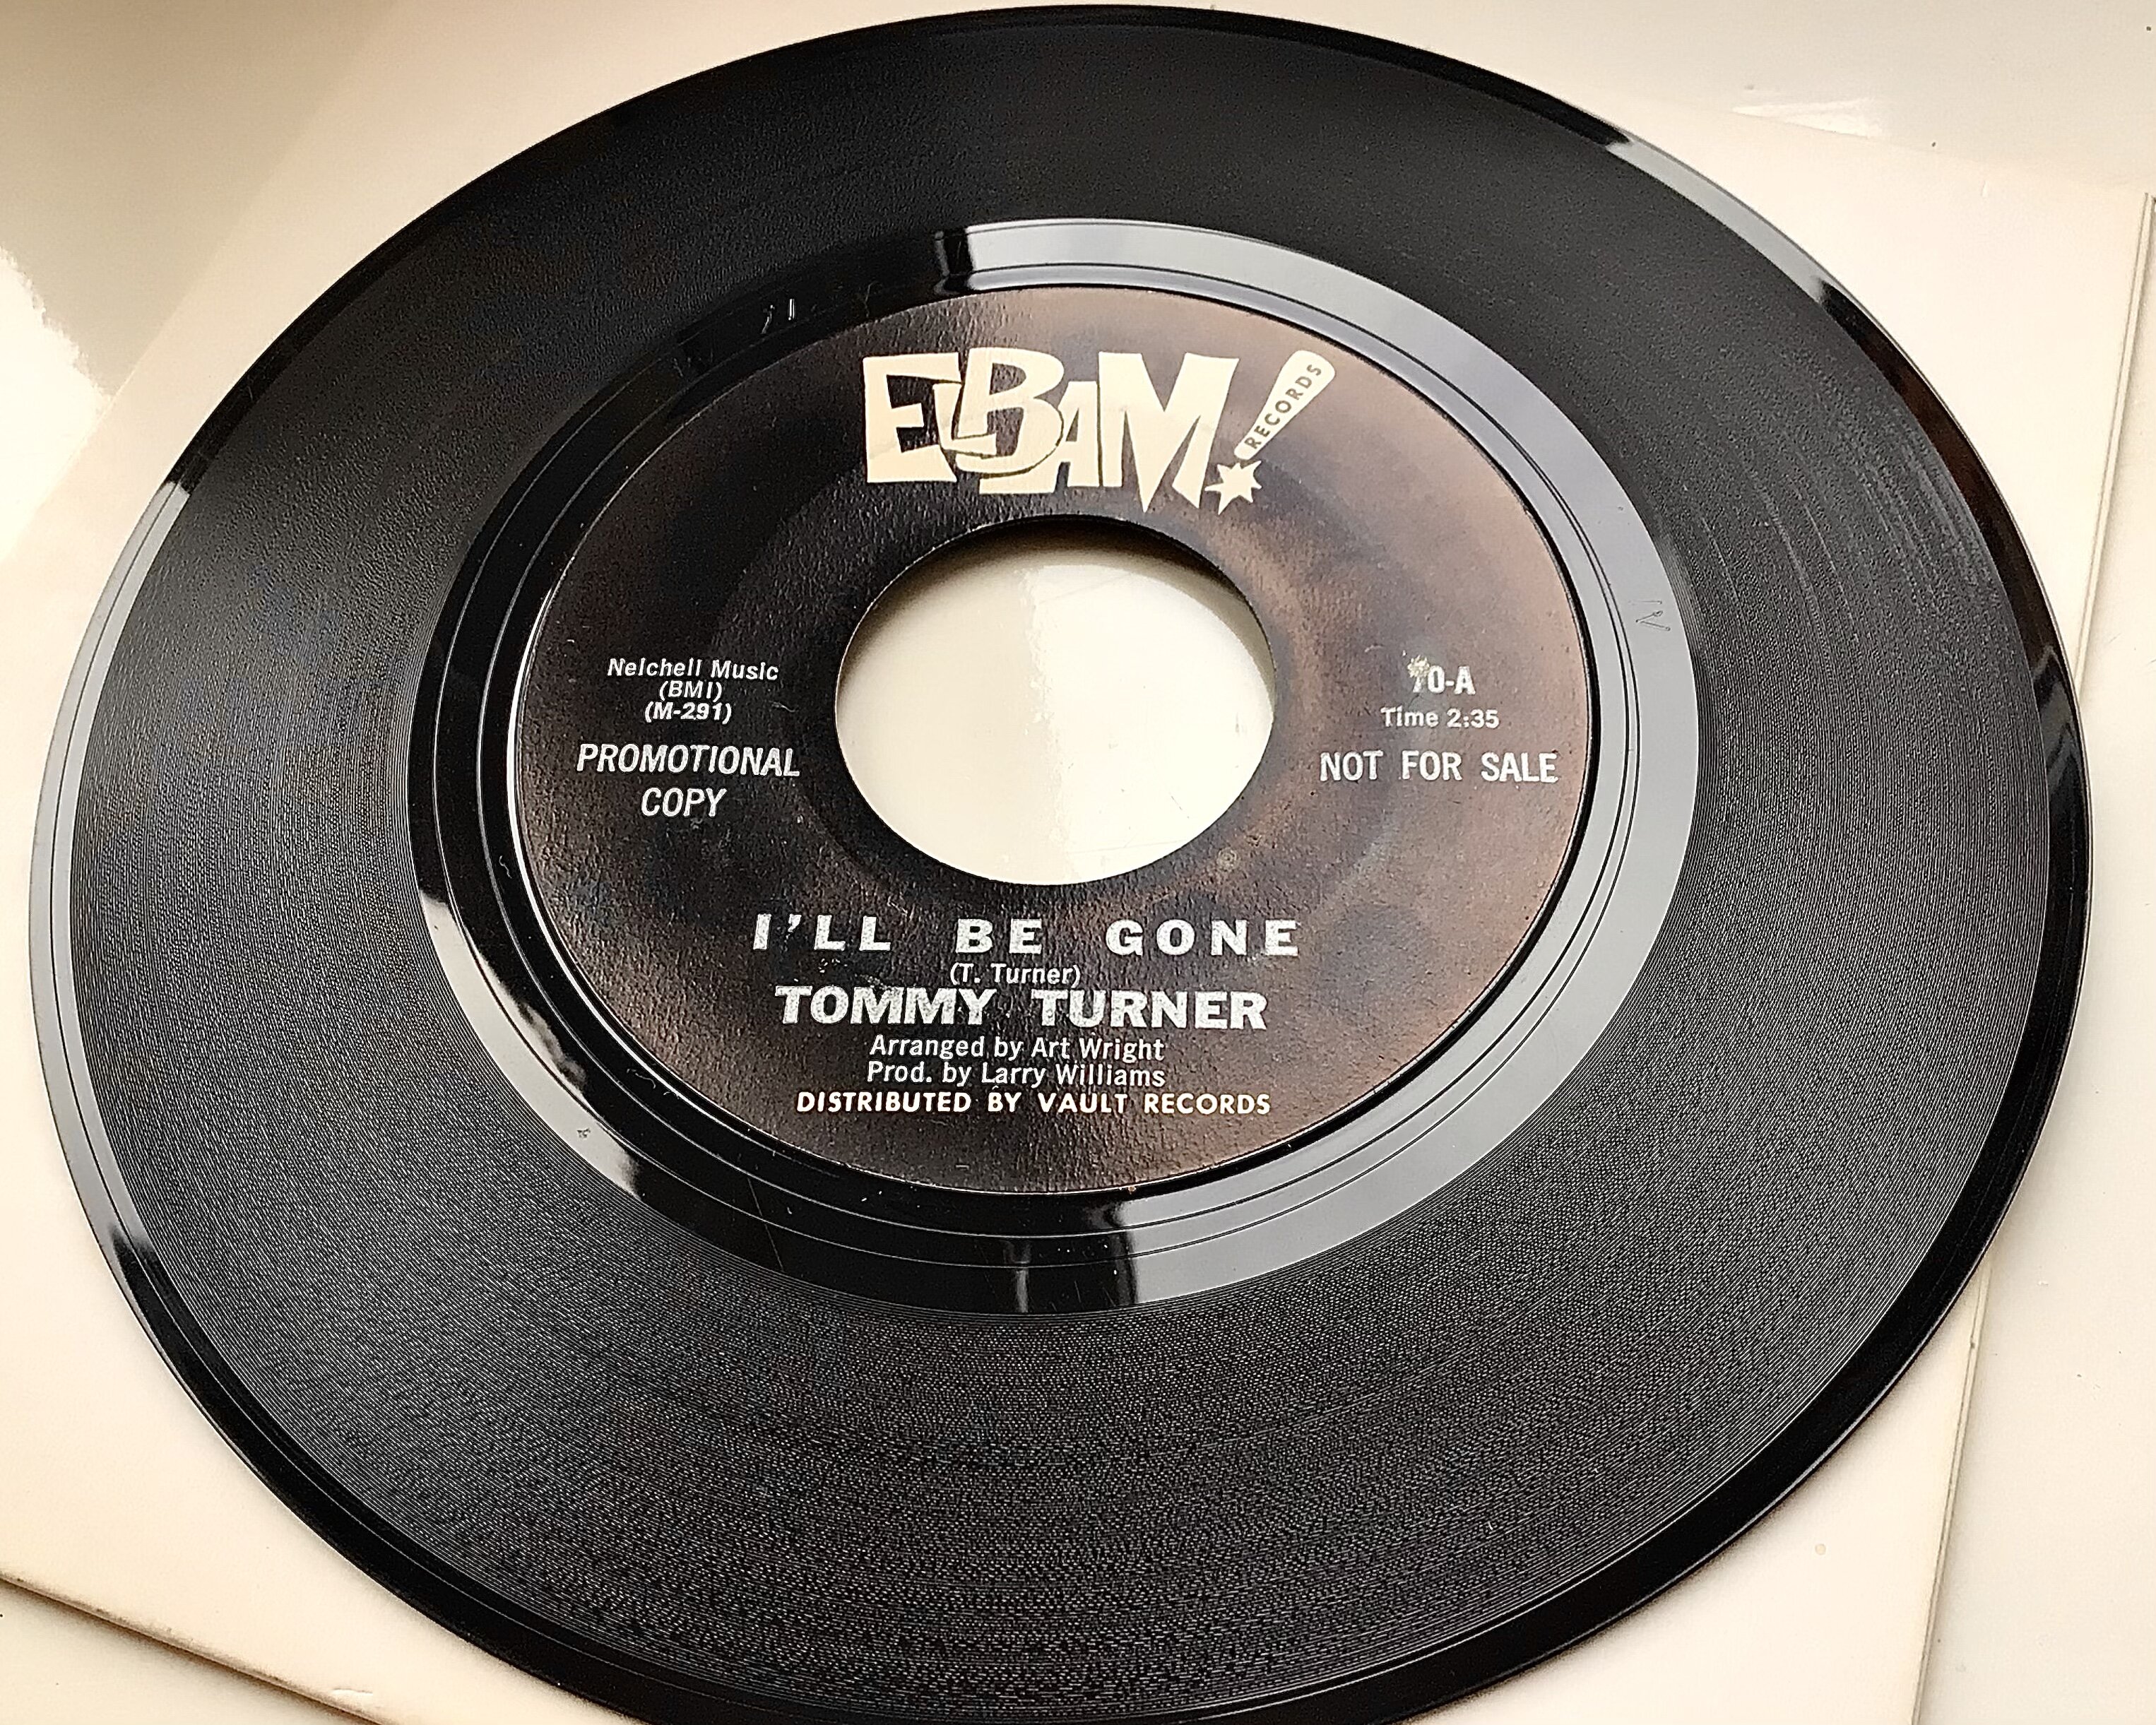 ELBAM!
RECORDS
Nelchell Music
(BMI)
(M-291)
PROMOTIONAL
COPY
70-A
Time 2:35
NOT FOR SALE
I'LL BE GONE
(T. Turner)
TOMMY TURNER
Arranged by Art Wright
Prod. by Larry Williams
DISTRIBUTED BY VAULT RECORDS